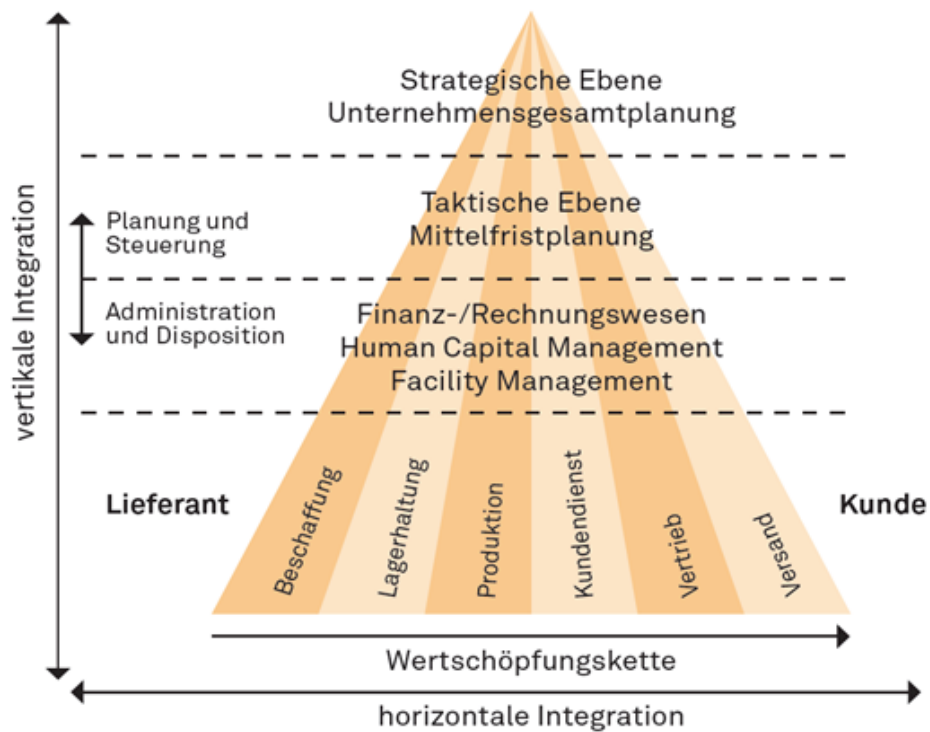 Strategische Ebene
Unternehmensgesamtplanung
Taktische Ebene
Mittelfristplanung
Planung und
Steuerung
Administration
und Disposition
Finanz-/Rechnungswesen
Human Capital Management
Facility Management
vertikale Integration
Lieferant
Beschaffung
Lagerhaltung
Produktion
Kundendienst
Vertrieb
Versand
Kunde
Wertschöpfungskette
horizontale Integration